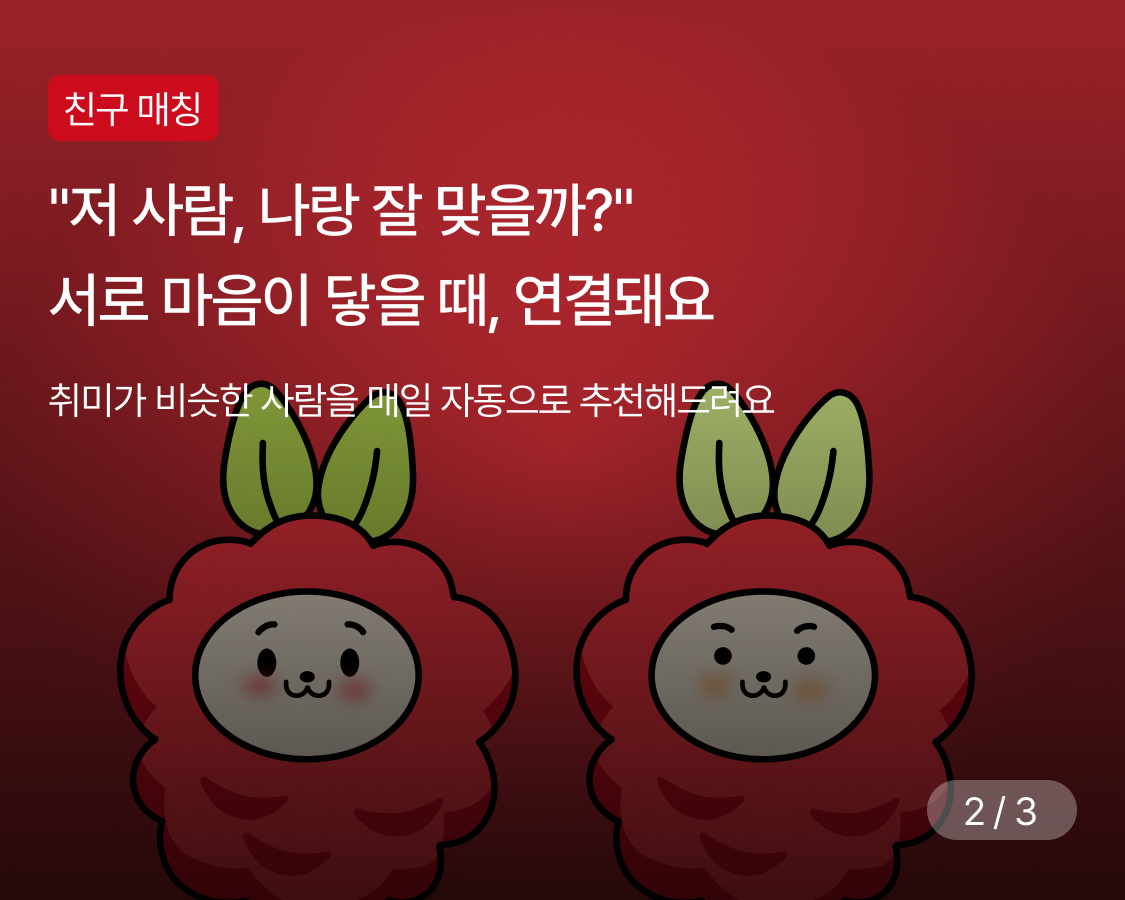 친구 매칭
"저 사람, 나랑 잘 맞을까?"
서로 마음이 닿을 때, 연결돼요
취미가 비슷한 사람을 매일 자동으로 추천해드려요
2 / 3